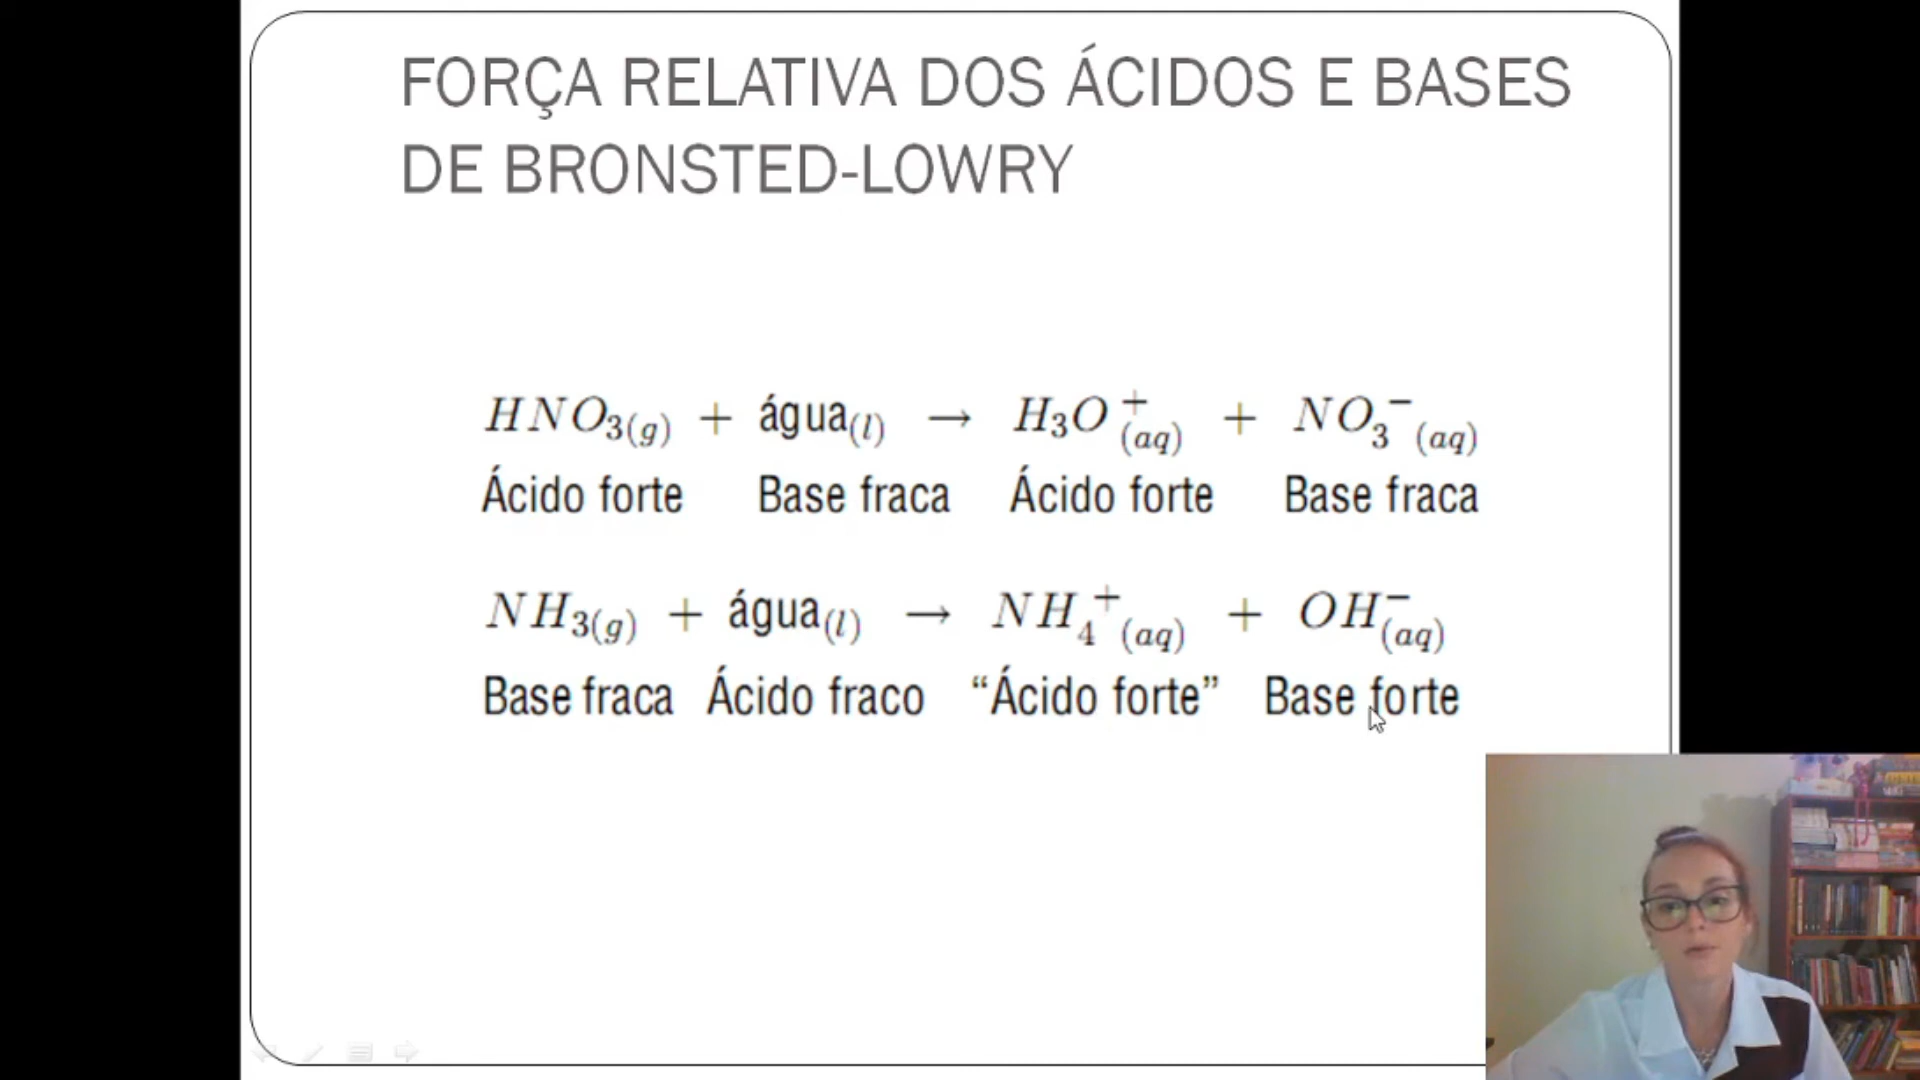 FORÇA RELATIVA DOS ÁCIDOS E BASES
DE BRONSTED-LOWRY
HNO₃(g) + água(l) → H₃O⁺(aq) + NO₃⁻(aq)
Ácido forte Base fraca Ácido forte Base fraca
NH₃(g) + água(l) → NH₄⁺(aq) + OH⁻(aq)
Base fraca Ácido fraco “Ácido forte” Base forte